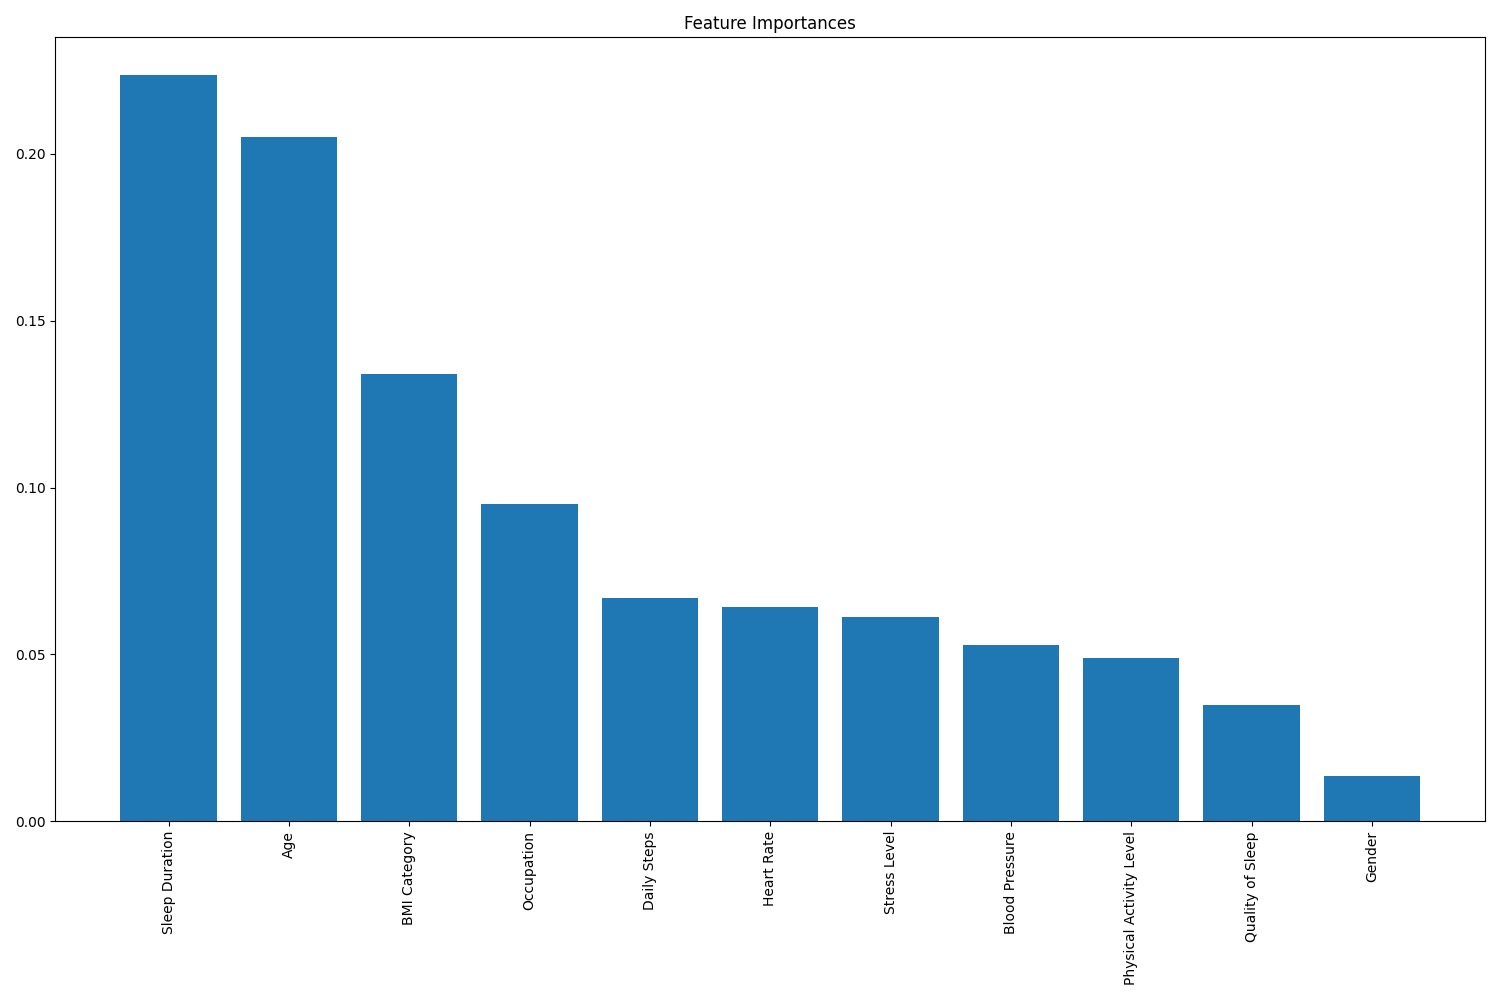 Feature Importances
0.20
0.15
0.10
0.05
0.00
Sleep Duration
Age
BMI Category
Occupation
Daily Steps
Heart Rate
Stress Level
Blood Pressure
Physical Activity Level
Quality of Sleep
Gender